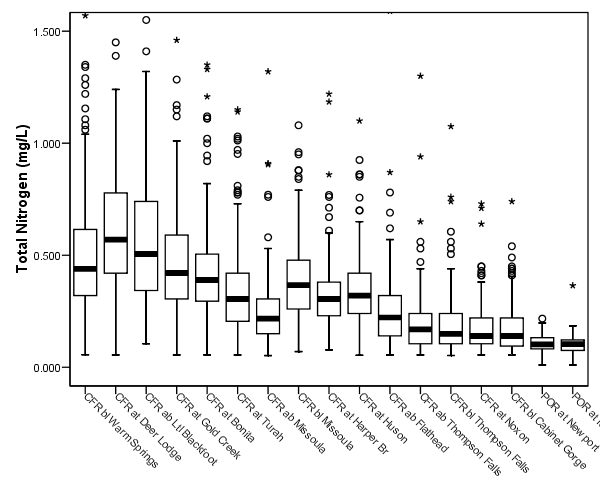 Total Nitrogen (mg/L)
1.500
1.000
0.500
0.000
CFR bl Warm Springs
CFR at Deer Lodge
CFR ab Ltl Blackfoot
CFR at Gold Creek
CFR at Bonita
CFR at Turah
CFR ab Missoula
CFR bl Missoula
CFR at Harper Br
CFR at Huson
CFR ab Flathead
CFR ab Thompson Falls
CFR bl Thompson Falls
CFR at Noxon
CFR bl Cabinet Gorge
POR at Newport
POR at